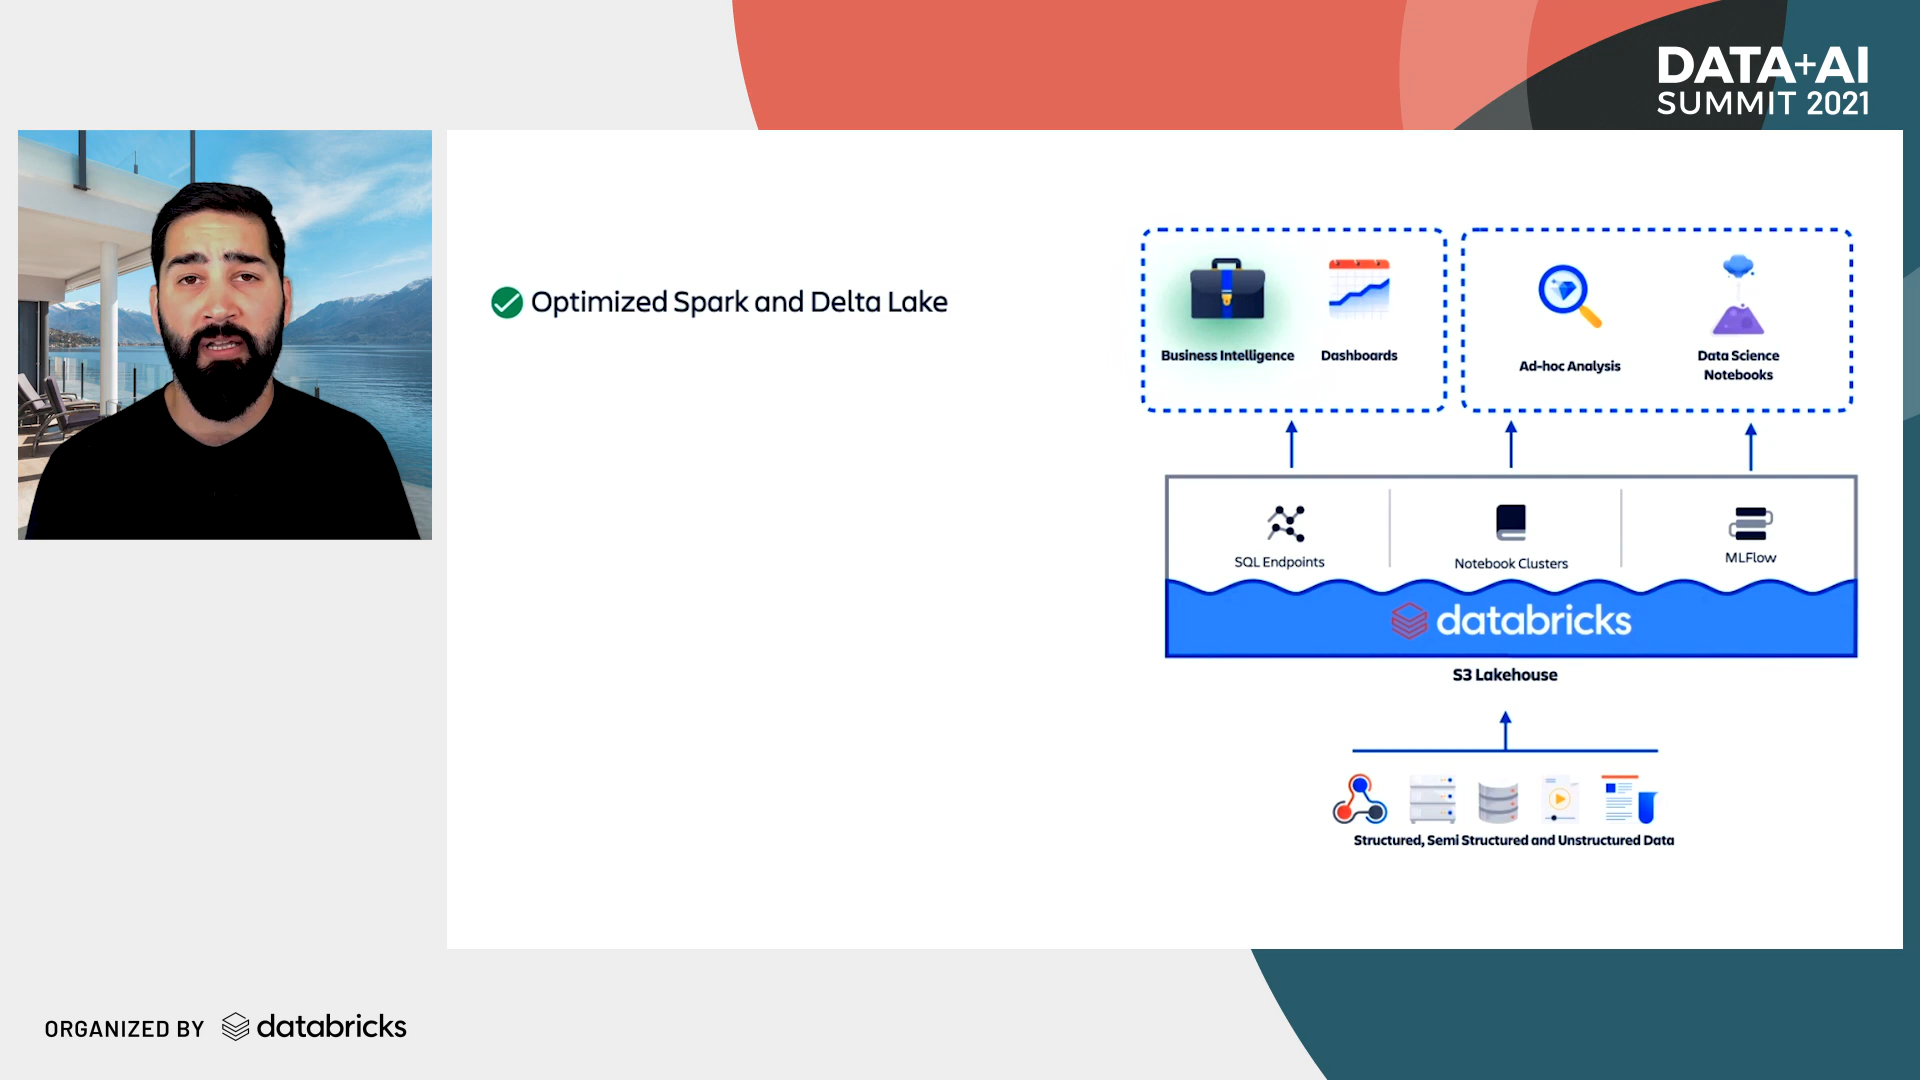 DATA+AI
SUMMIT 2021
Optimized Spark and Delta Lake
Business Intelligence
Dashboards
Ad-hoc Analysis
Data Science
Notebooks
SQL Endpoints
Notebook Clusters
MLFlow
databricks
S3 Lakehouse
Structured, Semi Structured and Unstructured Data
ORGANIZED BY databricks